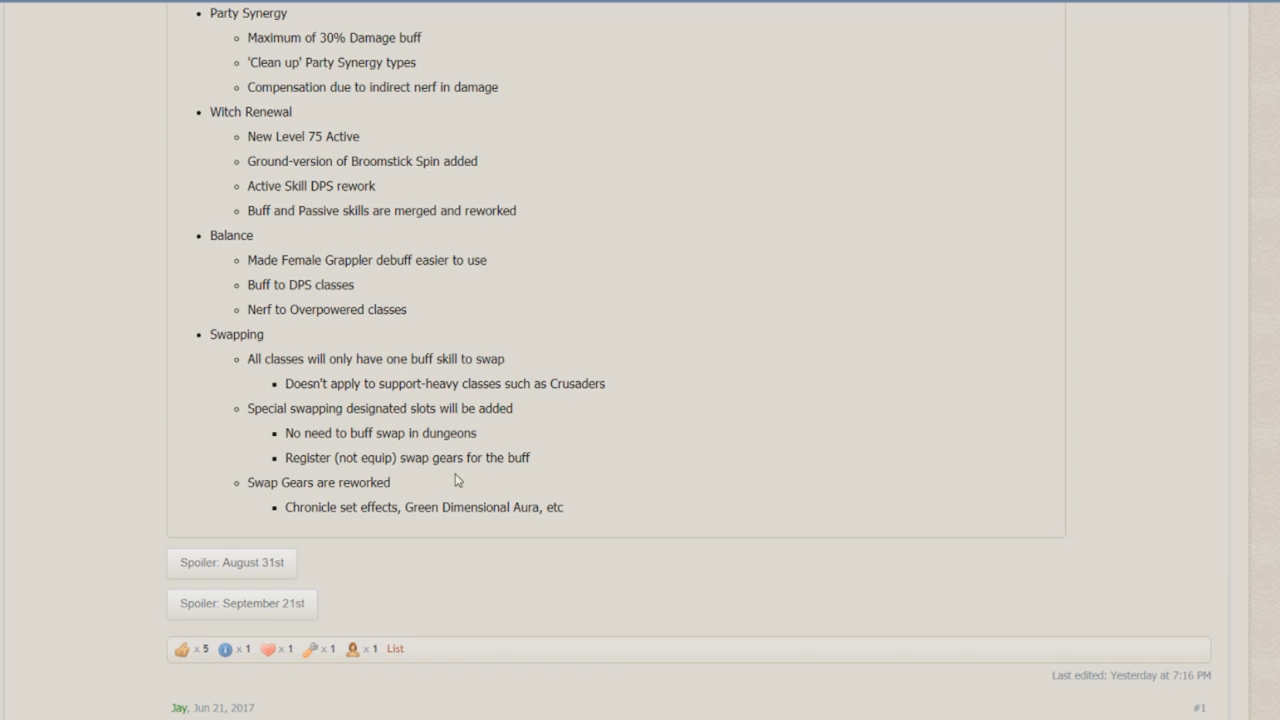 Party Synergy
Maximum of 30% Damage buff
'Clean up' Party Synergy types
Compensation due to indirect nerf in damage
Witch Renewal
New Level 75 Active
Ground-version of Broomstick Spin added
Active Skill DPS rework
Buff and Passive skills are merged and reworked
Balance
Made Female Grappler debuff easier to use
Buff to DPS classes
Nerf to Overpowered classes
Swapping
All classes will only have one buff skill to swap
Doesn't apply to support-heavy classes such as Crusaders
Special swapping designated slots will be added
No need to buff swap in dungeons
Register (not equip) swap gears for the buff
Swap Gears are reworked
Chronicle set effects, Green Dimensional Aura, etc
Spoiler: August 31st
Spoiler: September 21st
x 5 x 1 x 1 x 1 x 1 List
Last edited: Yesterday at 7:16 PM
Jay, Jun 21, 2017 #1